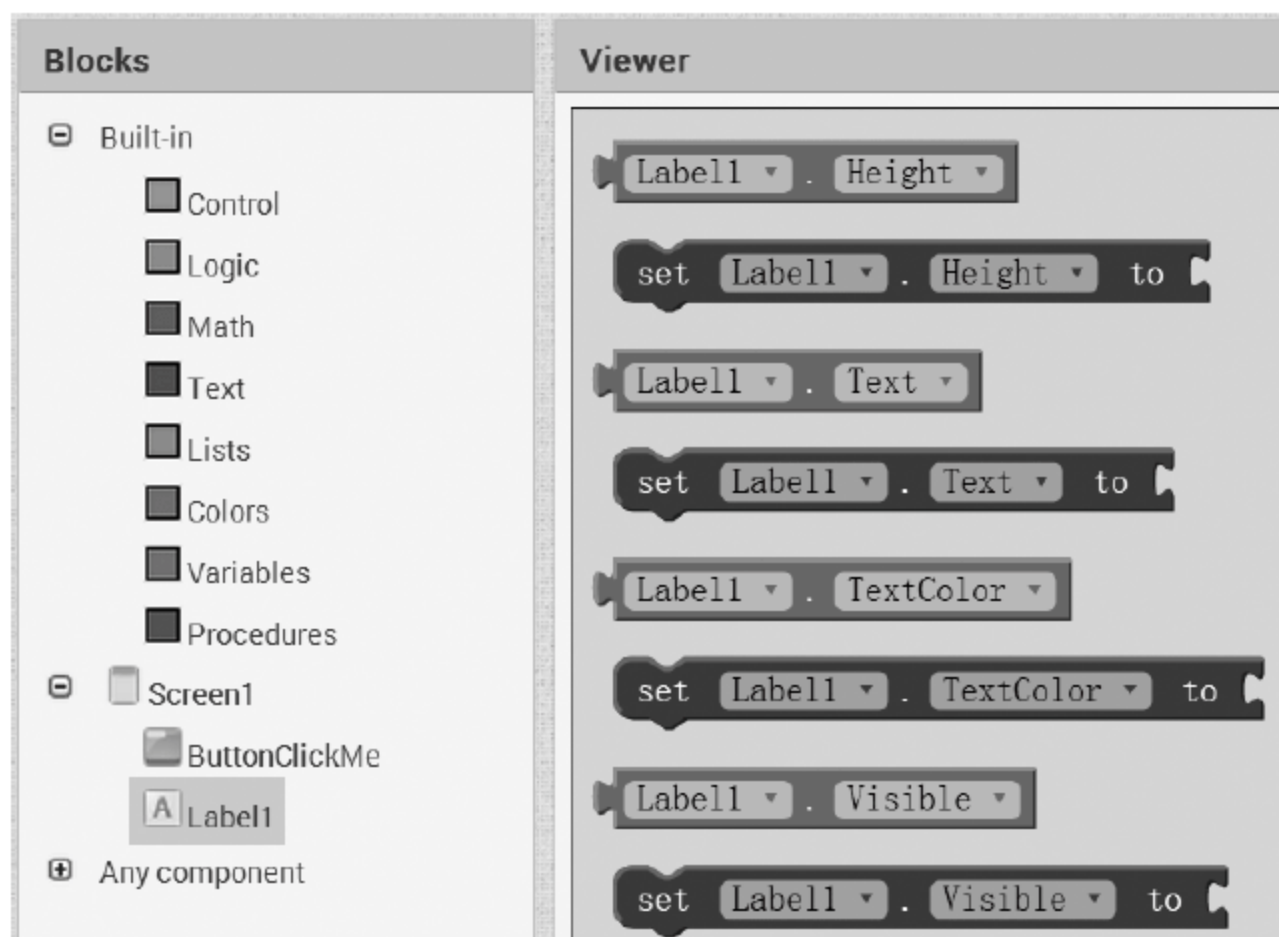 Blocks
Built-in
Control
Logic
Math
Text
Lists
Colors
Variables
Procedures
Screen1
ButtonClickMe
A Label1
Any component
Viewer
Label1 . Height
set Label1 . Height to
Label1 . Text
set Label1 . Text to
Label1 . TextColor
set Label1 . TextColor to
Label1 . Visible
set Label1 . Visible to